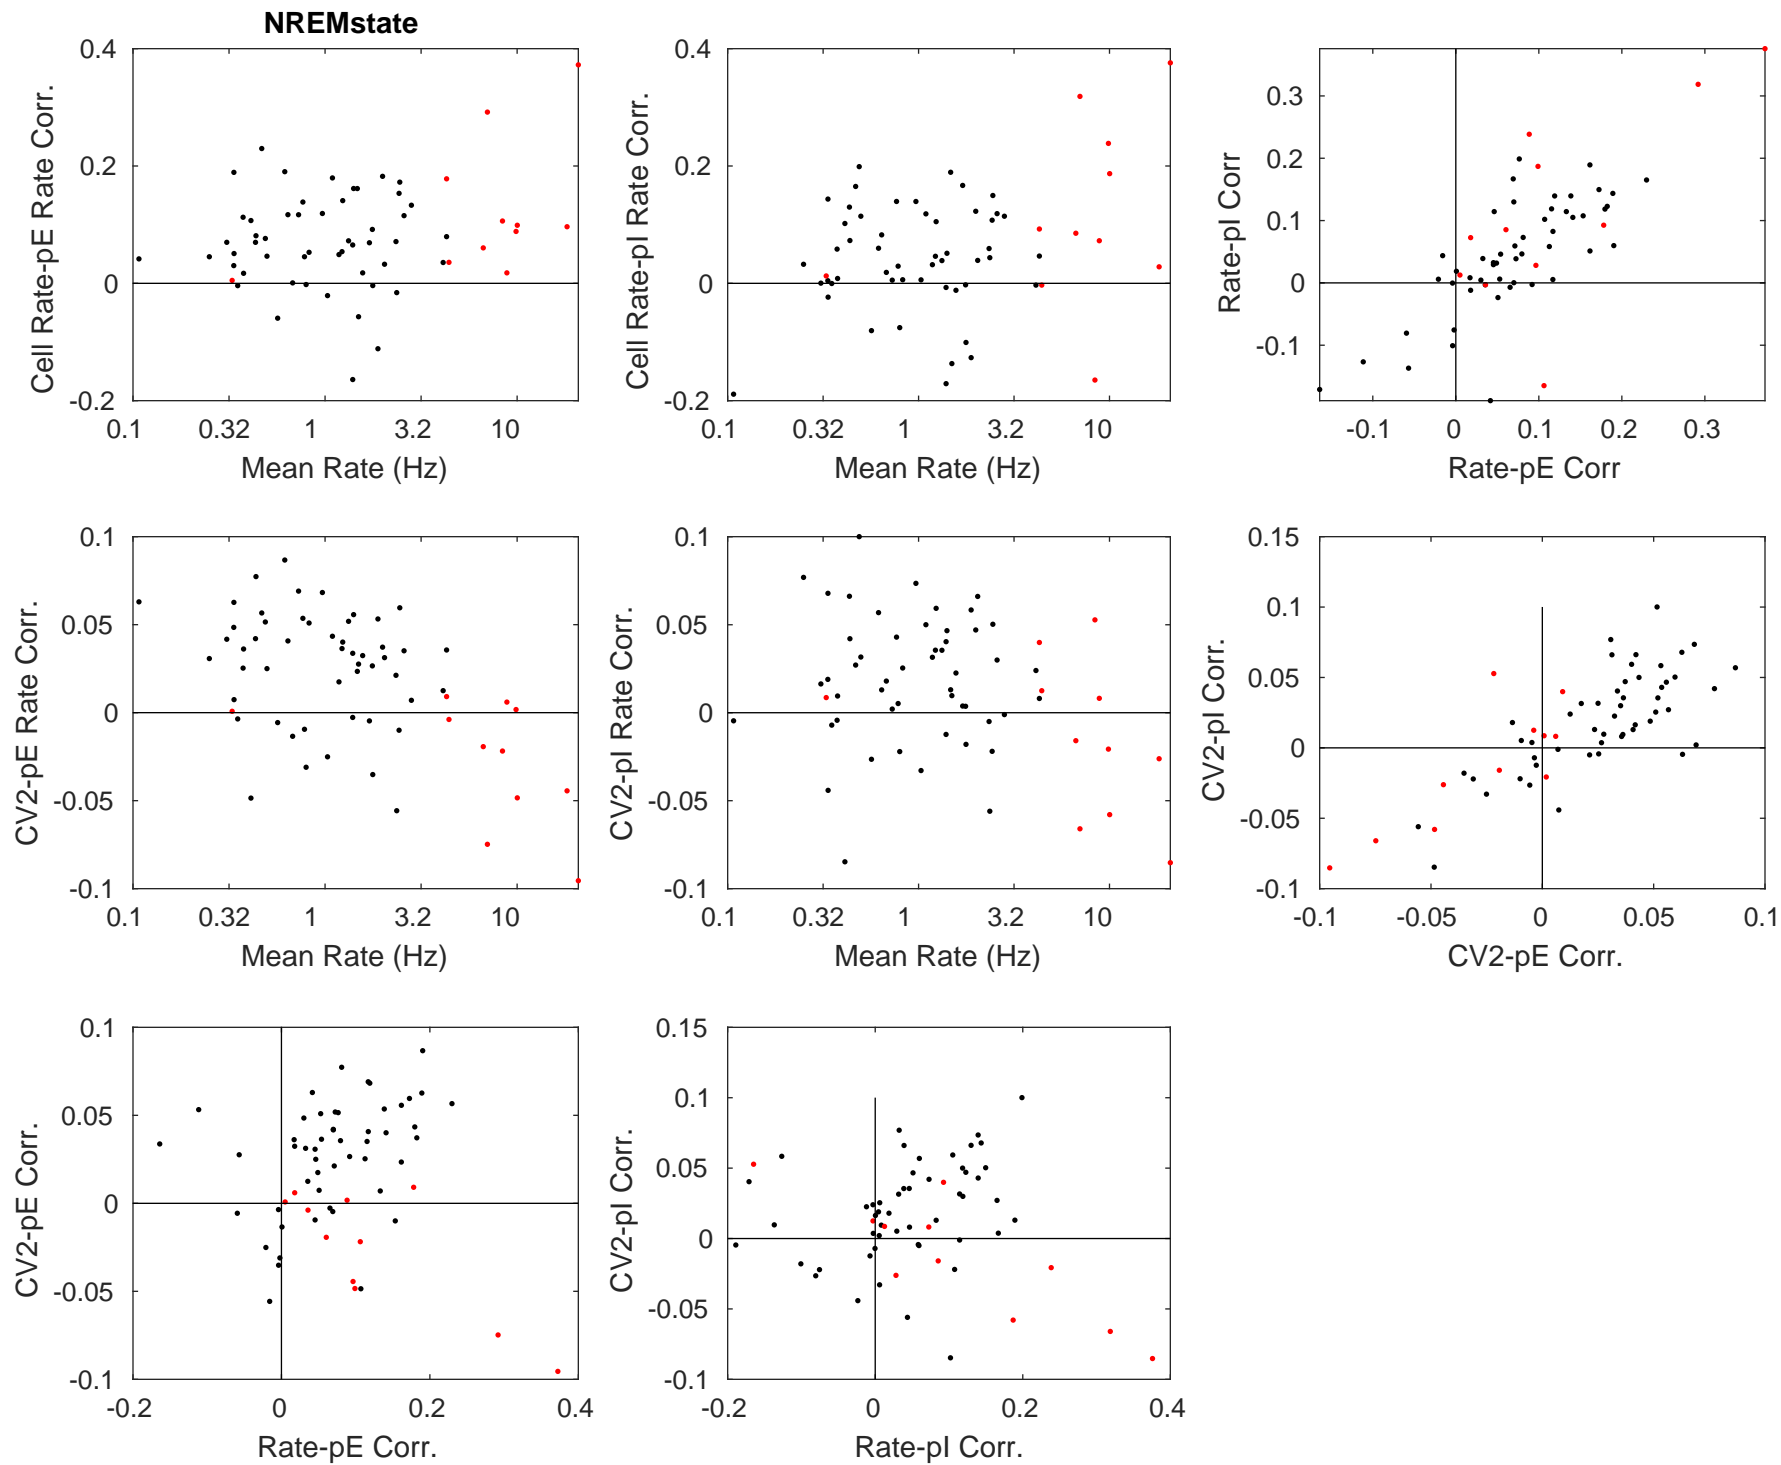 NREMstate
Cell Rate-pE Rate Corr.
0.4
0.2
0
-0.2
0.1 0.32 1 3.2 10
Mean Rate (Hz)
Cell Rate-pI Rate Corr.
0.4
0.2
0
-0.2
0.1 0.32 1 3.2 10
Mean Rate (Hz)
Rate-pI Corr
0.3
0.2
0.1
0
-0.1
-0.1 0 0.1 0.2 0.3
Rate-pE Corr
CV2-pE Rate Corr.
0.1
0.05
0
-0.05
-0.1
0.1 0.32 1 3.2 10
Mean Rate (Hz)
CV2-pI Rate Corr.
0.1
0.05
0
-0.05
-0.1
0.1 0.32 1 3.2 10
Mean Rate (Hz)
CV2-pI Corr.
0.15
0.1
0.05
0
-0.05
-0.1
-0.1 -0.05 0 0.05 0.1
CV2-pE Corr.
CV2-pE Corr.
0.1
0.05
0
-0.05
-0.1
-0.2 0 0.2 0.4
Rate-pE Corr.
CV2-pI Corr.
0.15
0.1
0.05
0
-0.05
-0.1
-0.2 0 0.2 0.4
Rate-pI Corr.